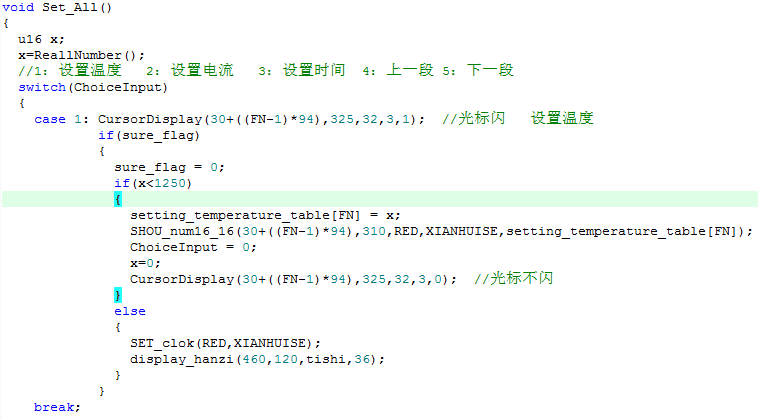 void Set_All()
{
  u16 x;
  x=ReallNumber();
  //1: 设置温度   2: 设置电流   3: 设置时间  4: 上一段 5: 下一段
  switch(ChoiceInput)
  {
    case 1: CursorDisplay(30+((FN-1)*94),325,32,3,1);  //光标闪   设置温度
            if(sure_flag)
            {
              sure_flag = 0;
              if(x<1250)
              {
                setting_temperature_table[FN] = x;
                SHOU_num16_16(30+((FN-1)*94),310,RED,XIANHUISE,setting_temperature_table[FN]);
                ChoiceInput = 0;
                x=0;
                CursorDisplay(30+((FN-1)*94),325,32,3,0);  //光标不闪
              }
              else
              {
                SET_clok(RED,XIANHUISE);
                display_hanzi(460,120,tishi,36);
              }
            }
    break;